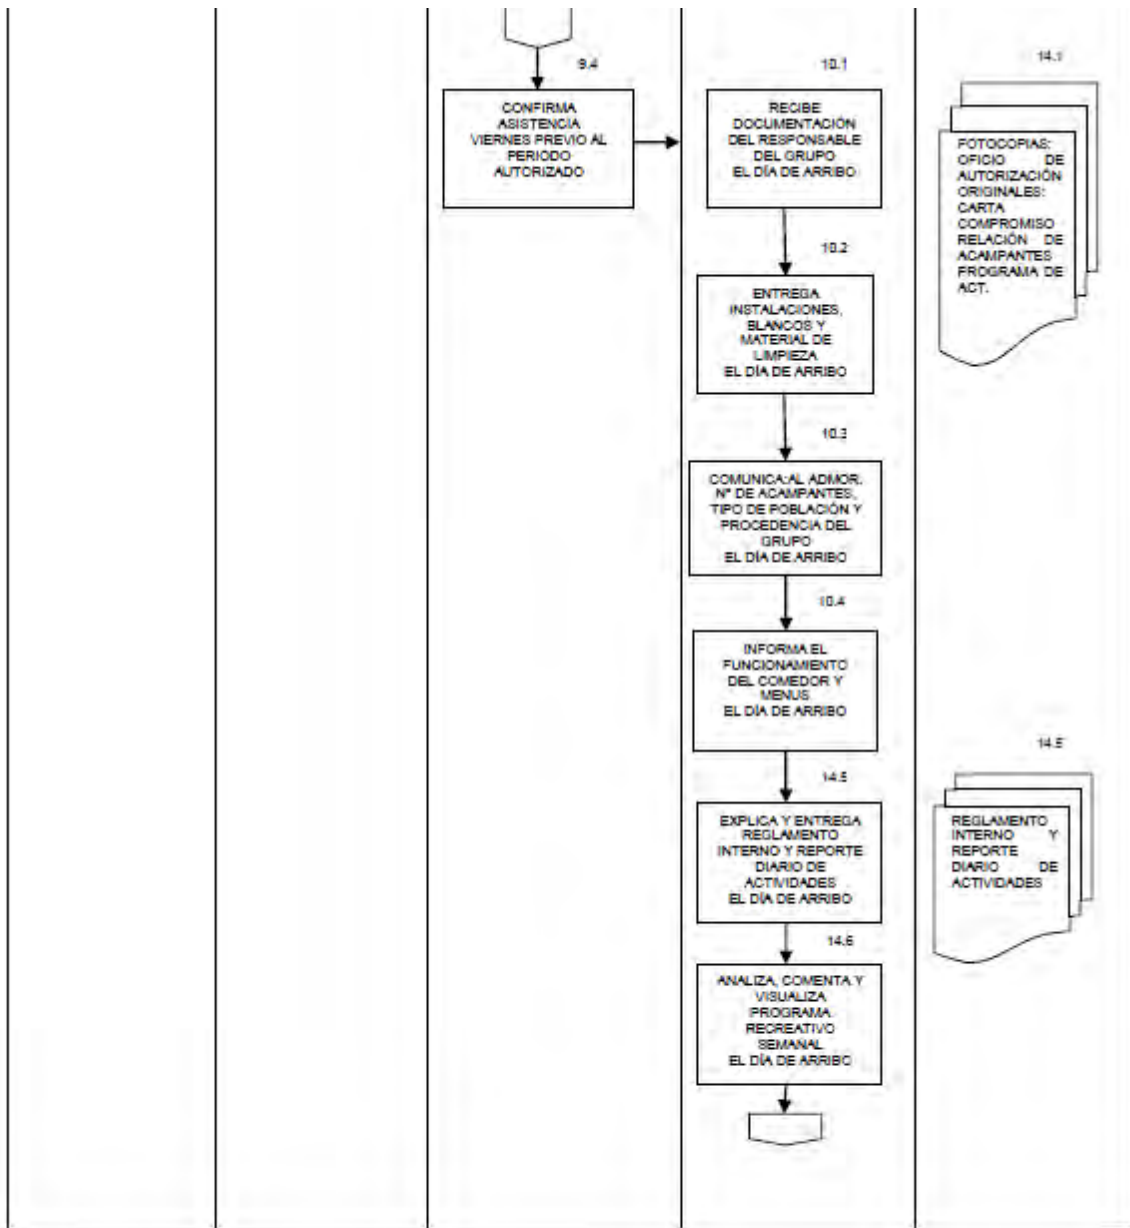 9.4
CONFIRMA
ASISTENCIA
VIERNES PREVIO AL
PERIODO
AUTORIZADO
10.1
RECIBE
DOCUMENTACIÓN
DEL RESPONSABLE
DEL GRUPO
EL DÍA DE ARRIBO
14.1
FOTOCOPIAS:
OFICIO DE
AUTORIZACIÓN
ORIGINALES:
CARTA
COMPROMISO
RELACIÓN DE
ACAMPANTES
PROGRAMA DE
ACT.
10.2
ENTREGA
INSTALACIONES,
BLANCOS Y
MATERIAL DE
LIMPIEZA
EL DÍA DE ARRIBO
10.3
COMUNICA:AL ADMOR.
N° DE ACAMPANTES,
TIPO DE POBLACIÓN Y
PROCEDENCIA DEL
GRUPO
EL DÍA DE ARRIBO
10.4
INFORMA EL
FUNCIONAMIENTO
DEL COMEDOR Y
MENUS
EL DÍA DE ARRIBO
14.5
EXPLICA Y ENTREGA
REGLAMENTO
INTERNO Y REPORTE
DIARIO DE
ACTIVIDADES
EL DÍA DE ARRIBO
14.5
REGLAMENTO
INTERNO Y
REPORTE
DIARIO DE
ACTIVIDADES
14.6
ANALIZA, COMENTA Y
VISUALIZA
PROGRAMA
RECREATIVO
SEMANAL
EL DÍA DE ARRIBO